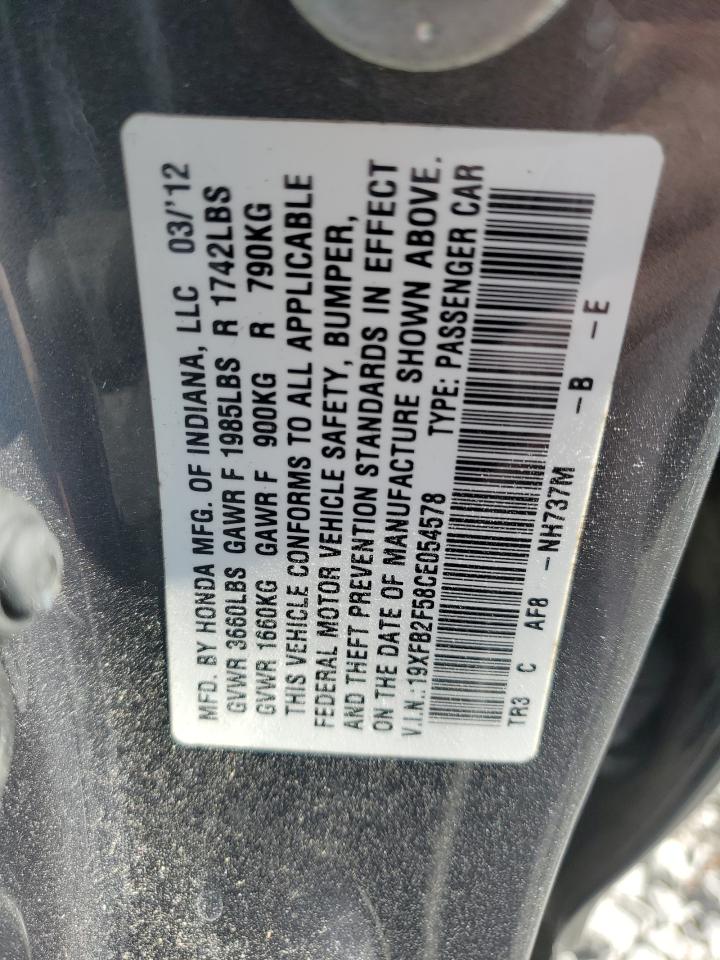 MFD. BY HONDA MFG. OF INDIANA, LLC 03/'12
GVWR 3660LBS GAWR F 1985LBS R 1742LBS
GVWR 1660KG GAWR F 900KG R 790KG
THIS VEHICLE CONFORMS TO ALL APPLICABLE
FEDERAL MOTOR VEHICLE SAFETY, BUMPER,
AND THEFT PREVENTION STANDARDS IN EFFECT
ON THE DATE OF MANUFACTURE SHOWN ABOVE.
V.I.N.: 19XFB2F58CE054578 TYPE: PASSENGER CAR
TR3 C AF8 -NH737M -B -E